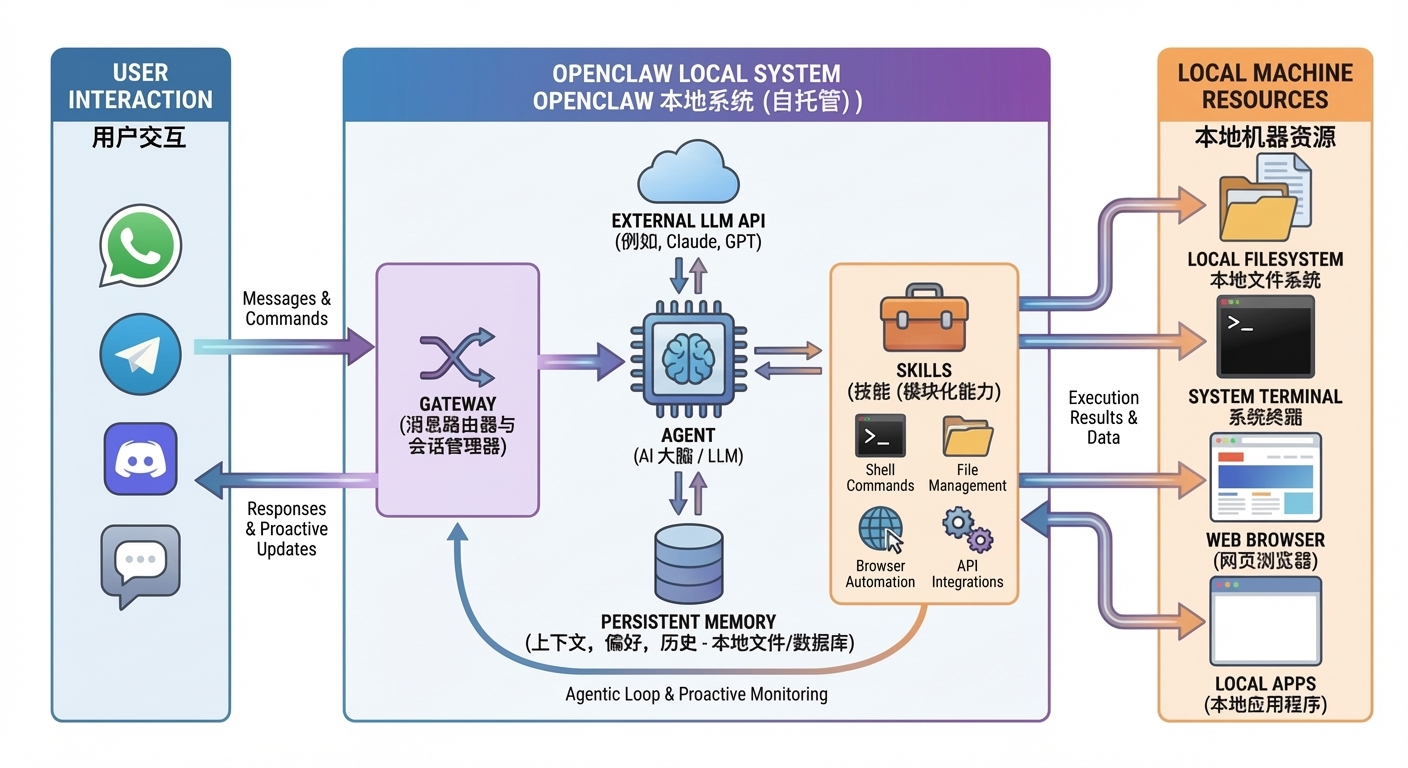 USER
INTERACTION
用户交互
Messages &
Commands
Responses
& Proactive
Updates
OPENCLAW LOCAL SYSTEM
OPENCLAW 本地系统 (自托管) )
GATEWAY
(消息路由器与
会话管理器)
EXTERNAL LLM API
(例如, Claude, GPT)
AGENT
(AI 大脑 / LLM)
PERSISTENT MEMORY
(上下文，偏好，历史 - 本地文件/数据库)
Agentic Loop & Proactive Monitoring
SKILLS
(技能 (模块化能力)
>_
Shell
Commands
File
Management
Browser
Automation
API
Integrations
Execution
Results &
Data
LOCAL MACHINE
RESOURCES
本地机器资源
LOCAL FILESYSTEM
本地文件系统
>_
SYSTEM TERMINAL
系统终端
WEB BROWSER
(网页浏览器)
LOCAL APPS
(本地应用程序)